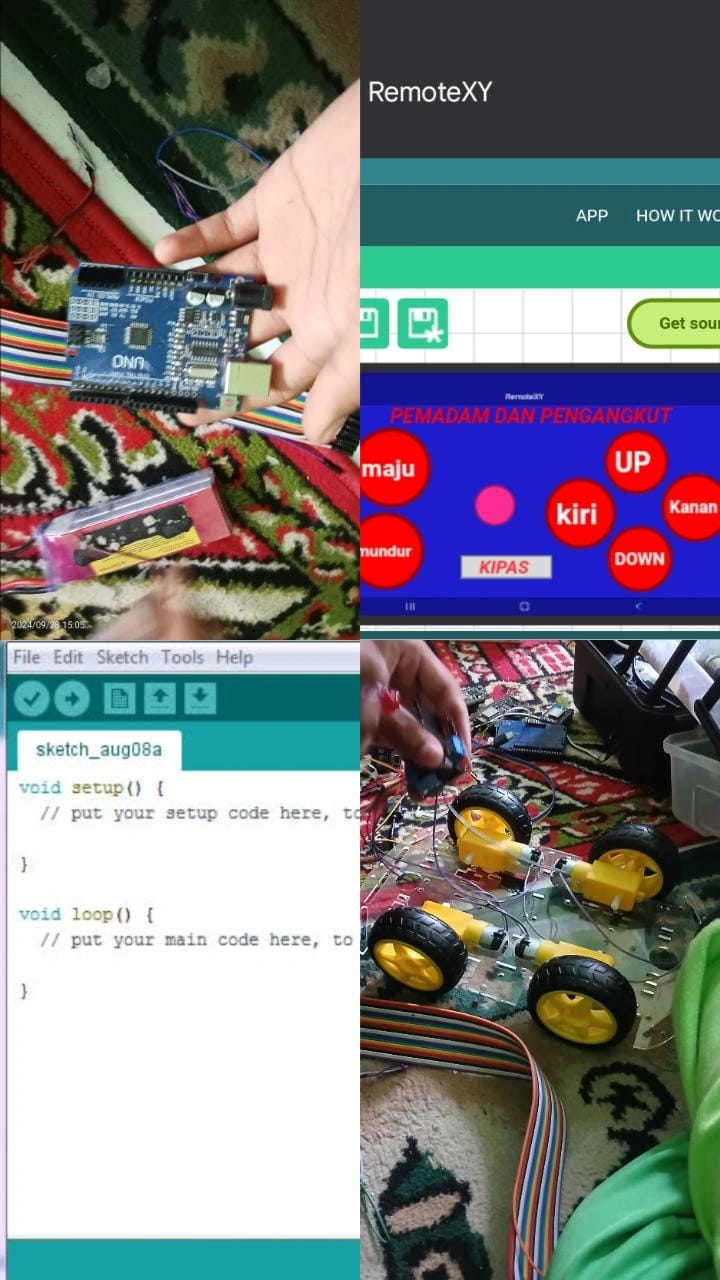 UNO
POWER
2024/09/28 15:05
RemoteXY
APP HOW IT WO
Get sour
RemoteXY
PEMADAM DAN PENGANGKUT
maju
UP
kiri
Kanan
mundur
DOWN
KIPAS
File Edit Sketch Tools Help
sketch_aug08a
void setup() {
// put your setup code here, to
}
void loop() {
// put your main code here, to
}